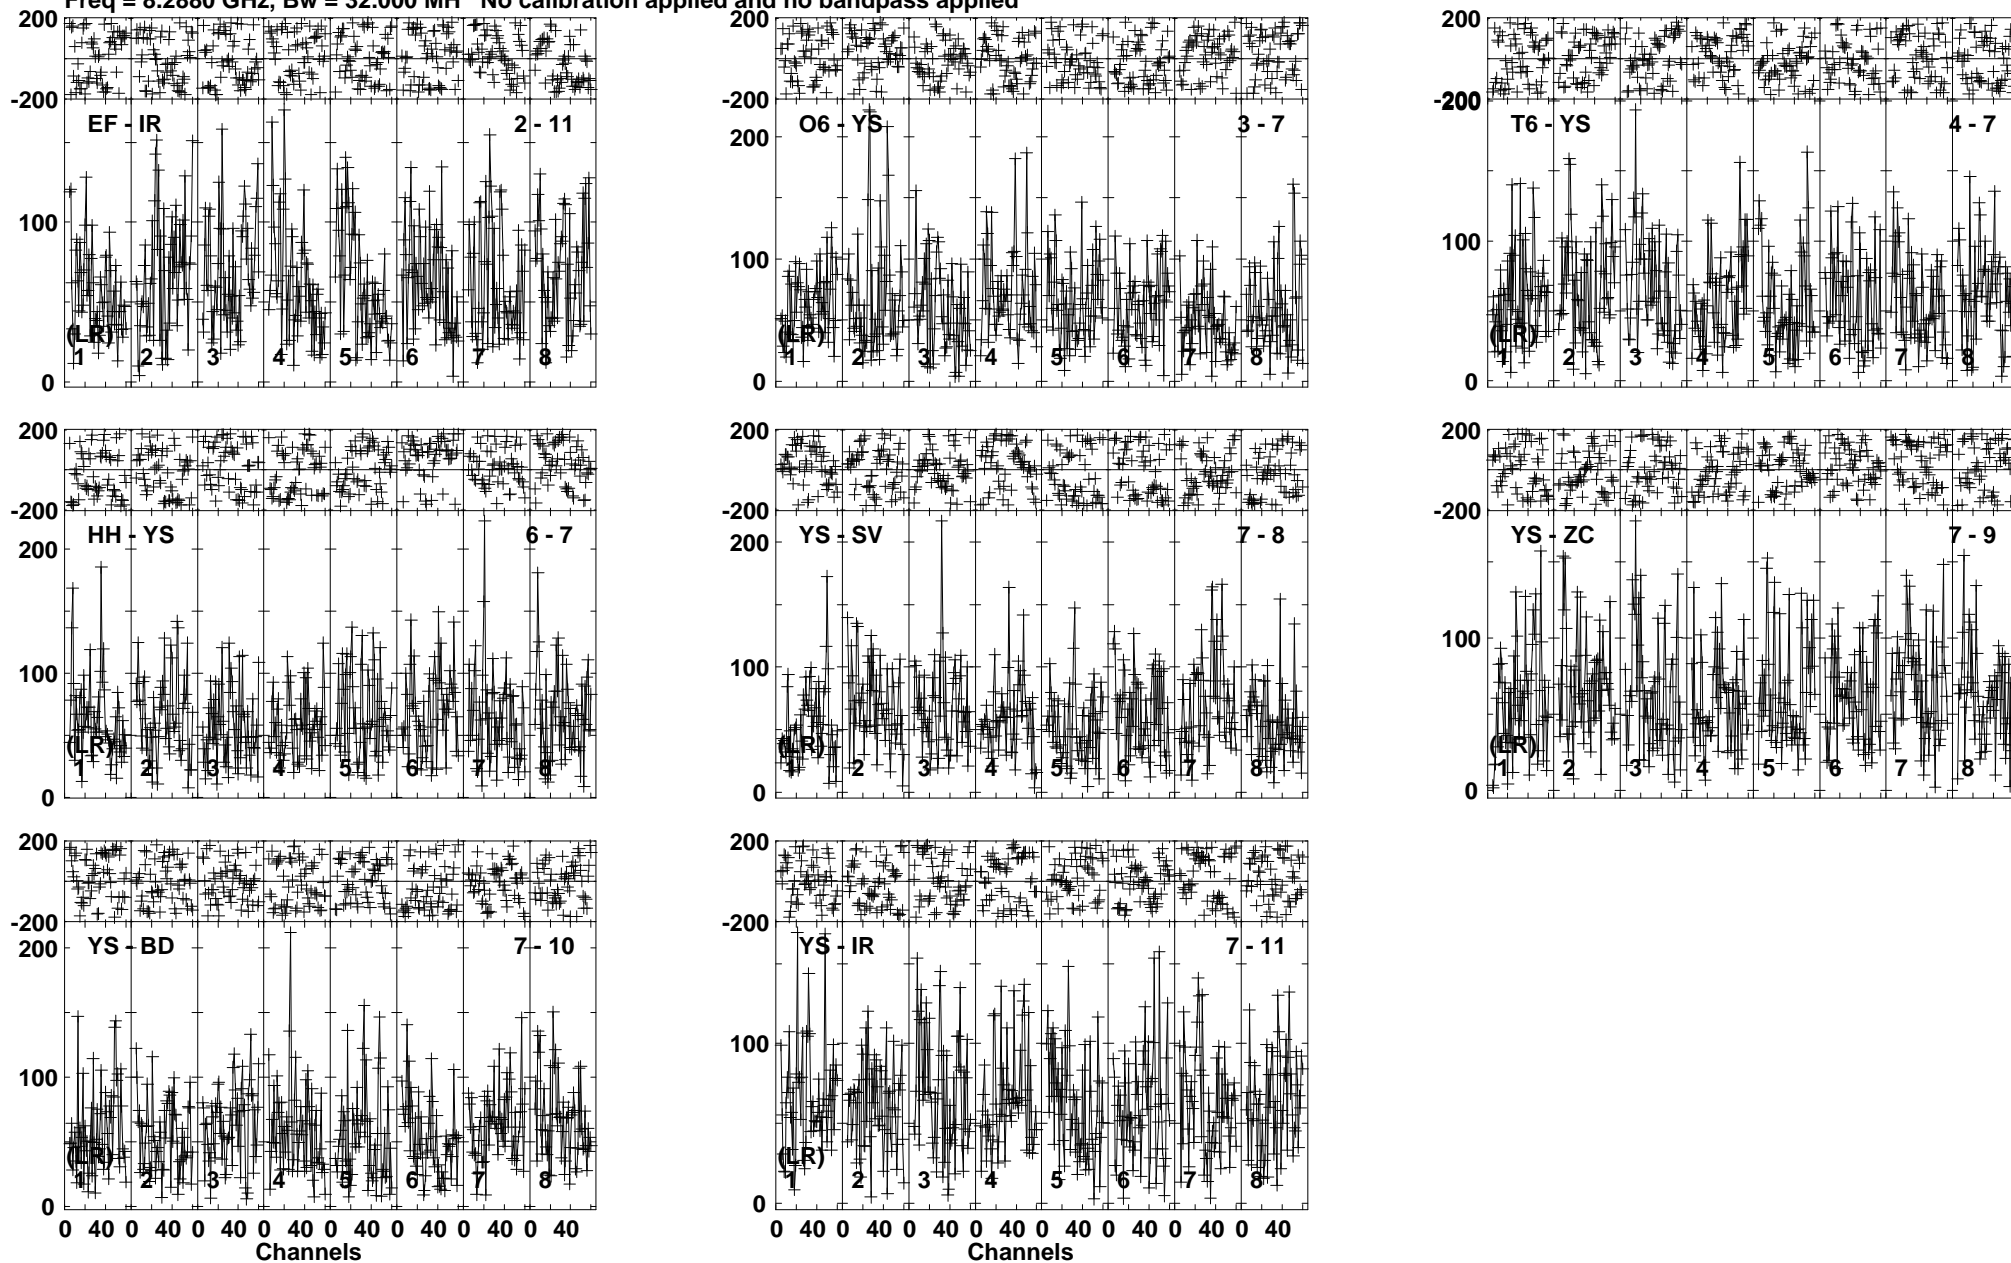 Freq = 8.2880 GHz, Bw = 32.000 MH No calibration applied and no bandpass applied
200
-200
EF - IR 2 - 11
100
(LR)
1 2 3 4 5 6 7 8
0
200
-200
O6 - YS 3 - 7
200
100
(LR)
1 2 3 4 5 6 7 8
0
200
-200
200
T6 - YS 4 - 7
100
(LR)
1 2 3 4 5 6 7 8
0
200
-200
HH - YS 6 - 7
200
100
(LR)
1 2 3 4 5 6 7 8
0
200
-200
YS - SV 7 - 8
200
100
(LR)
1 2 3 4 5 6 7 8
0
200
-200
YS - ZC 7 - 9
100
(LR)
1 2 3 4 5 6 7 8
0
200
-200
YS - BD 7 - 10
200
100
(LR)
1 2 3 4 5 6 7 8
0
0 40 0 40 0 40 0 40 0 40 0 40 0 40 0 40
Channels
200
-200
YS - IR 7 - 11
100
(LR)
1 2 3 4 5 6 7 8
0
0 40 0 40 0 40 0 40 0 40 0 40 0 40 0 40
Channels